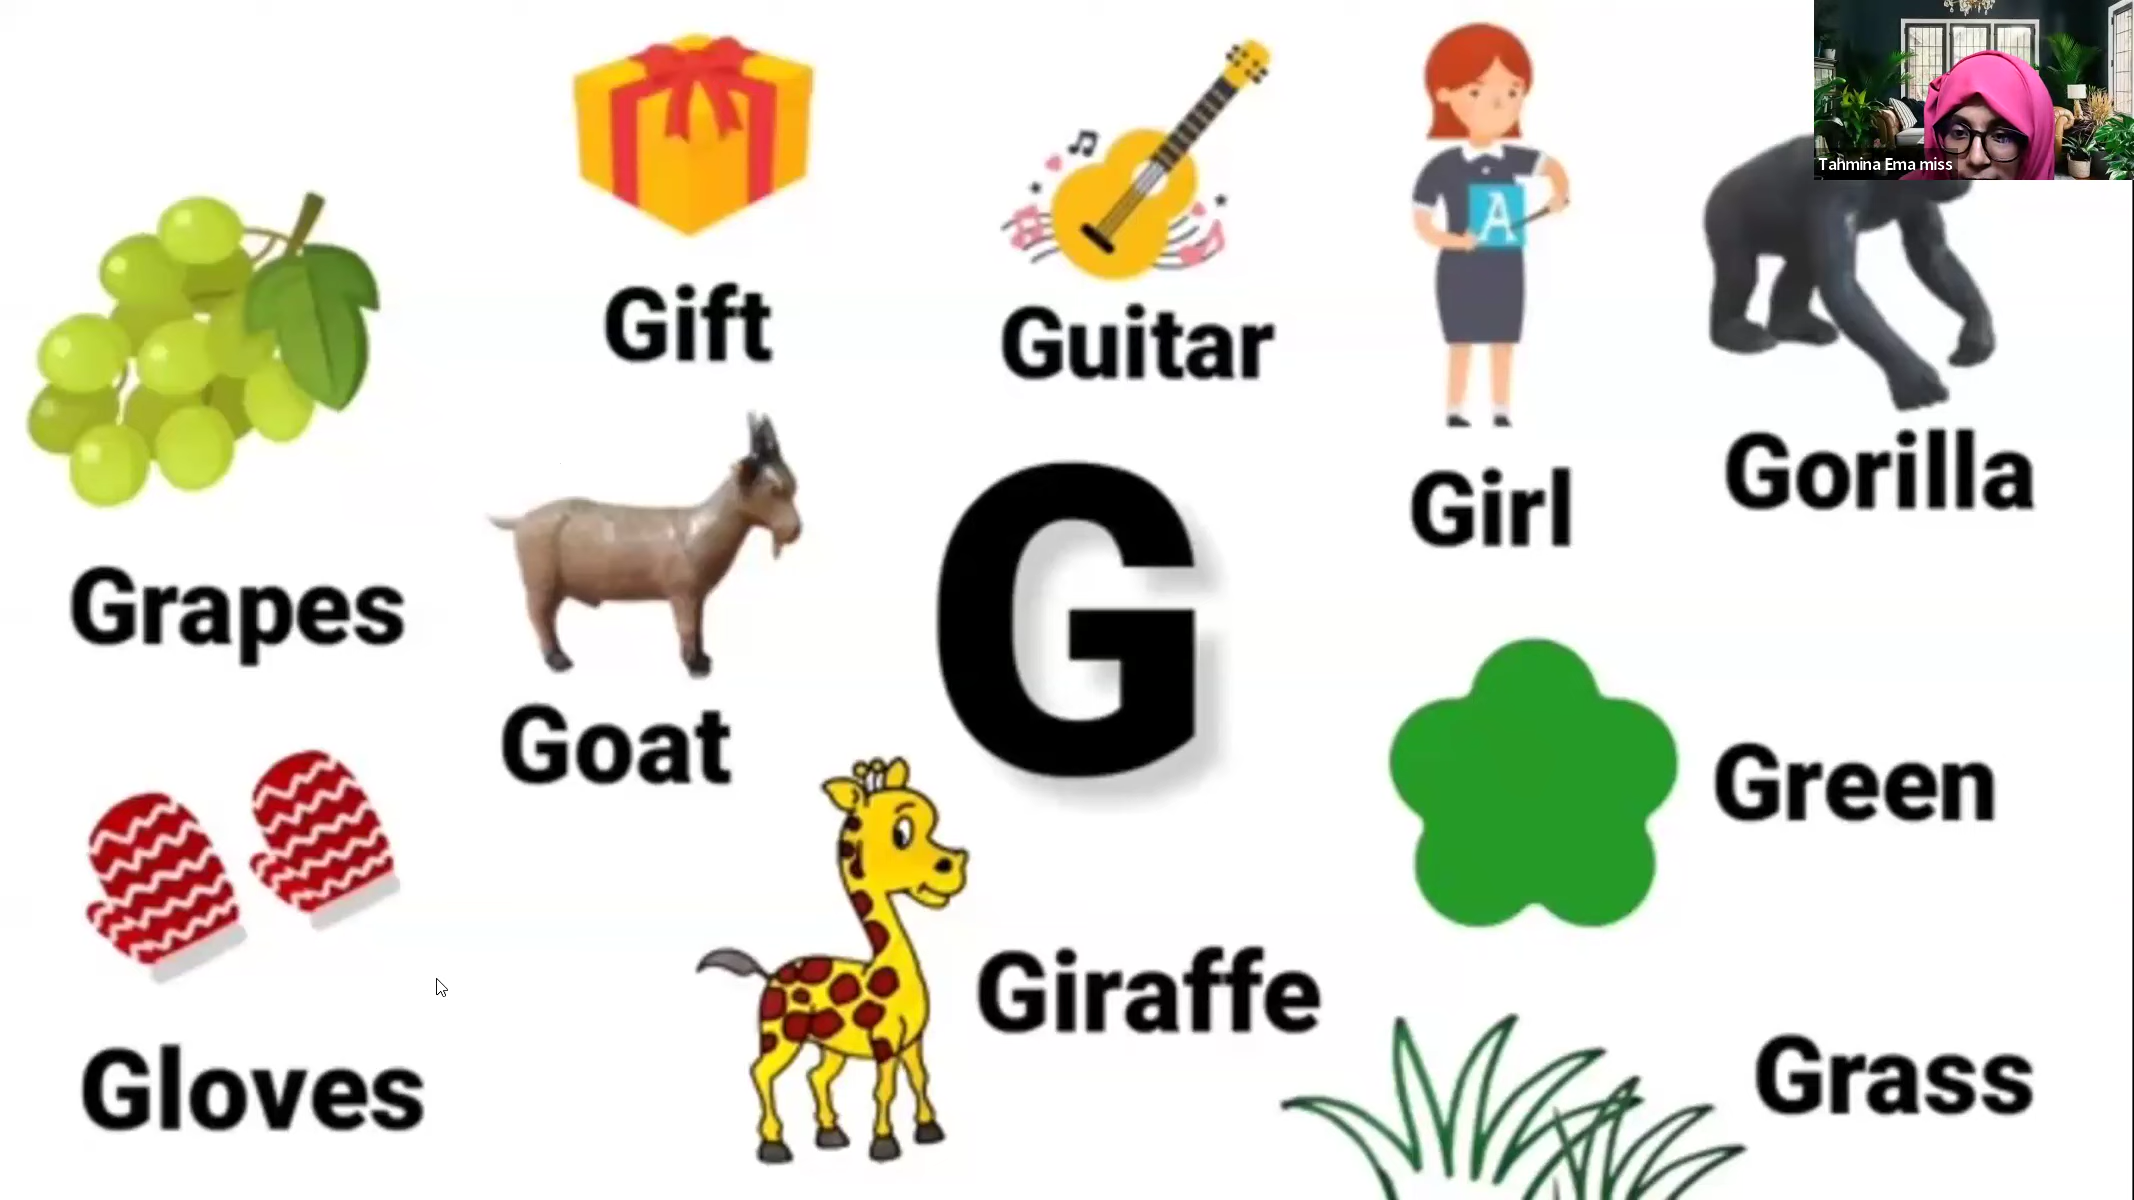 Tahmina Ema miss
Gift
Guitar
Girl
Gorilla
A
Grapes
Goat
G
Green
Gloves
Giraffe
Grass